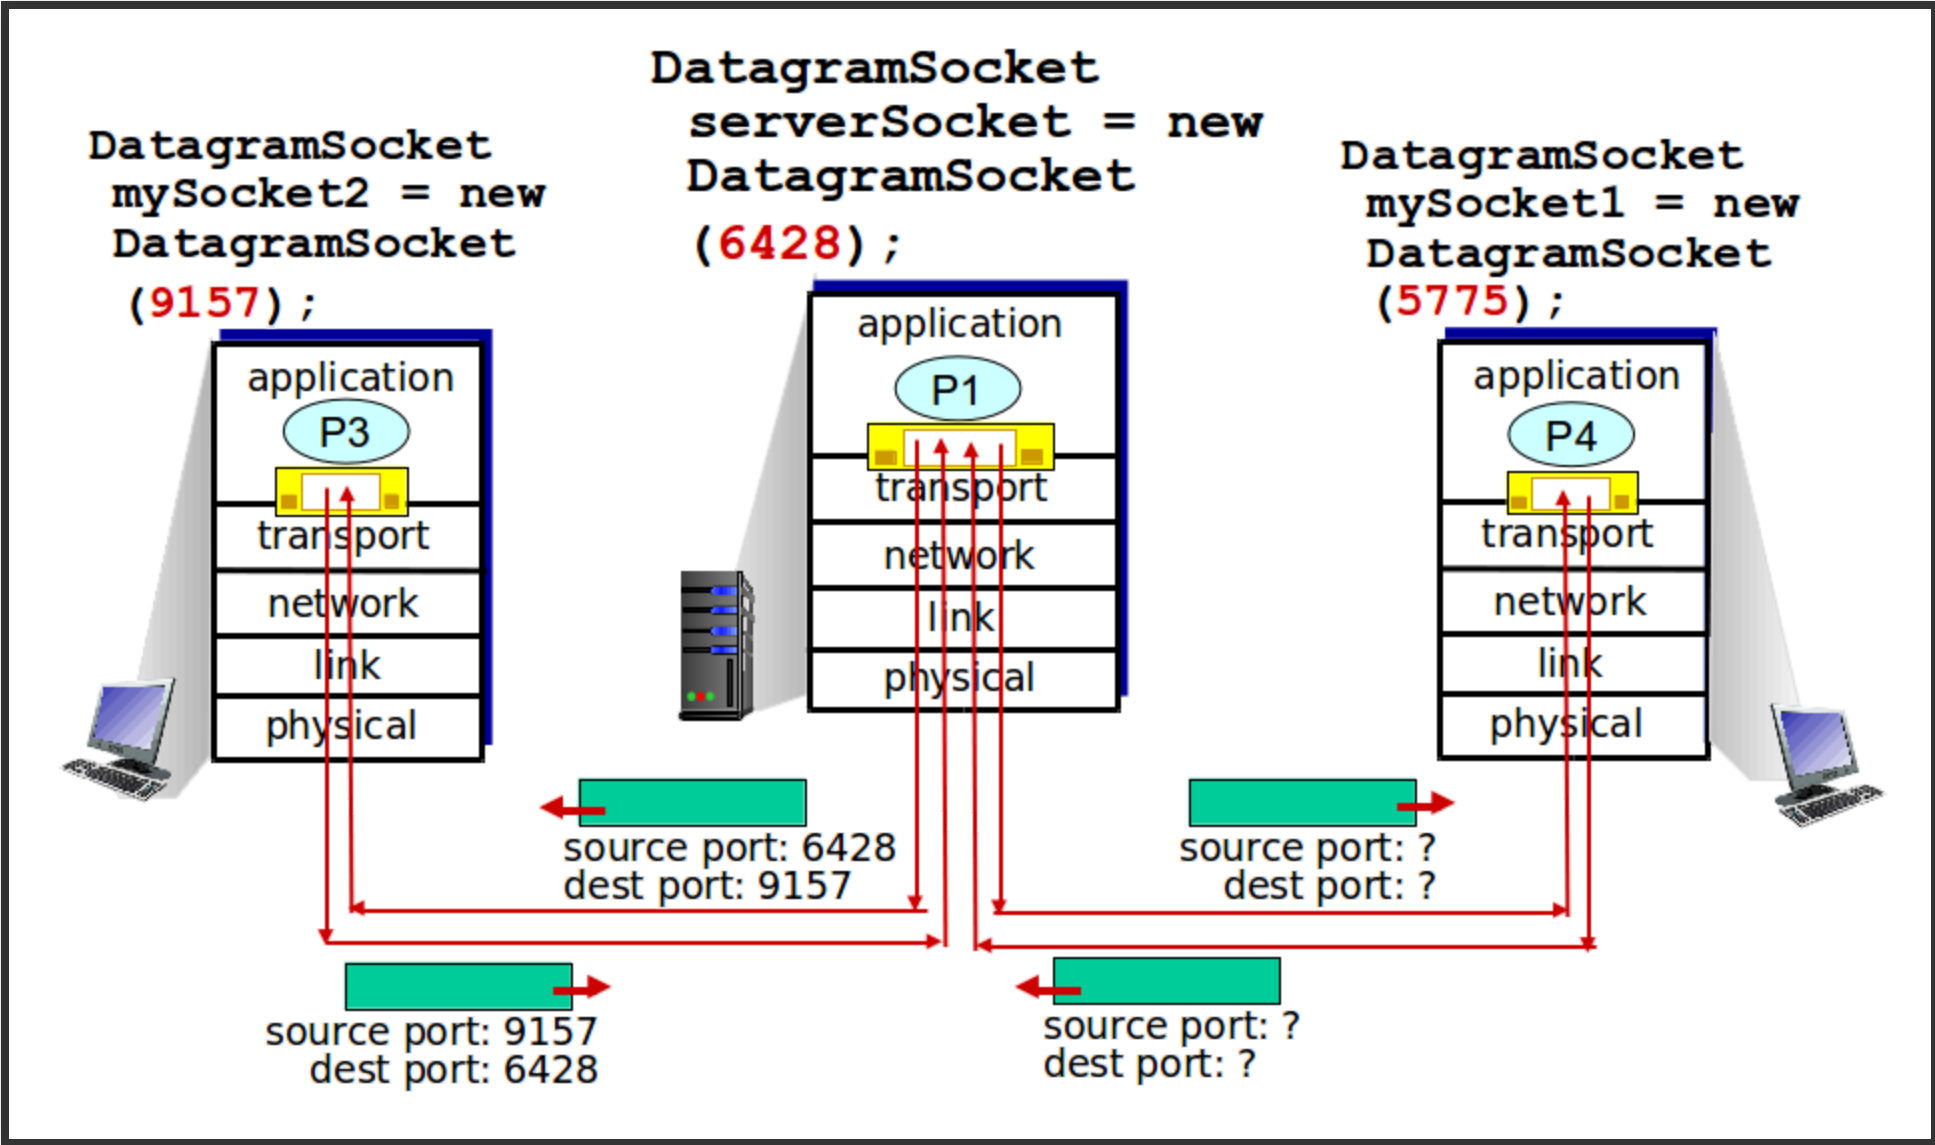 DatagramSocket
mySocket2 = new
DatagramSocket
(9157);
DatagramSocket
serverSocket = new
DatagramSocket
(6428);
DatagramSocket
mySocket1 = new
DatagramSocket
(5775);
application
P3
transport
network
link
physical
application
P1
transport
network
link
physical
application
P4
transport
network
link
physical
source port: 6428
dest port: 9157
source port: ?
dest port: ?
source port: 9157
dest port: 6428
source port: ?
dest port: ?